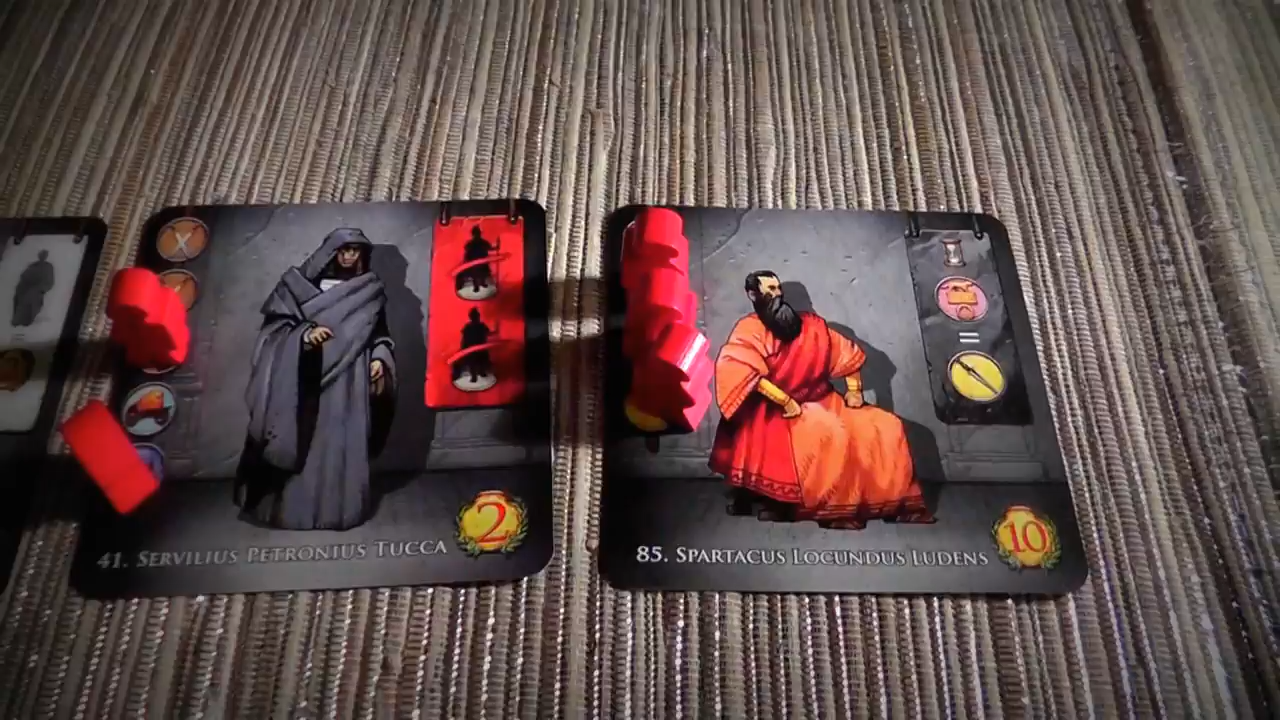 X
2
41. Servilius Petronius Tucca
=
10
85. Spartacus Locundus Ludens